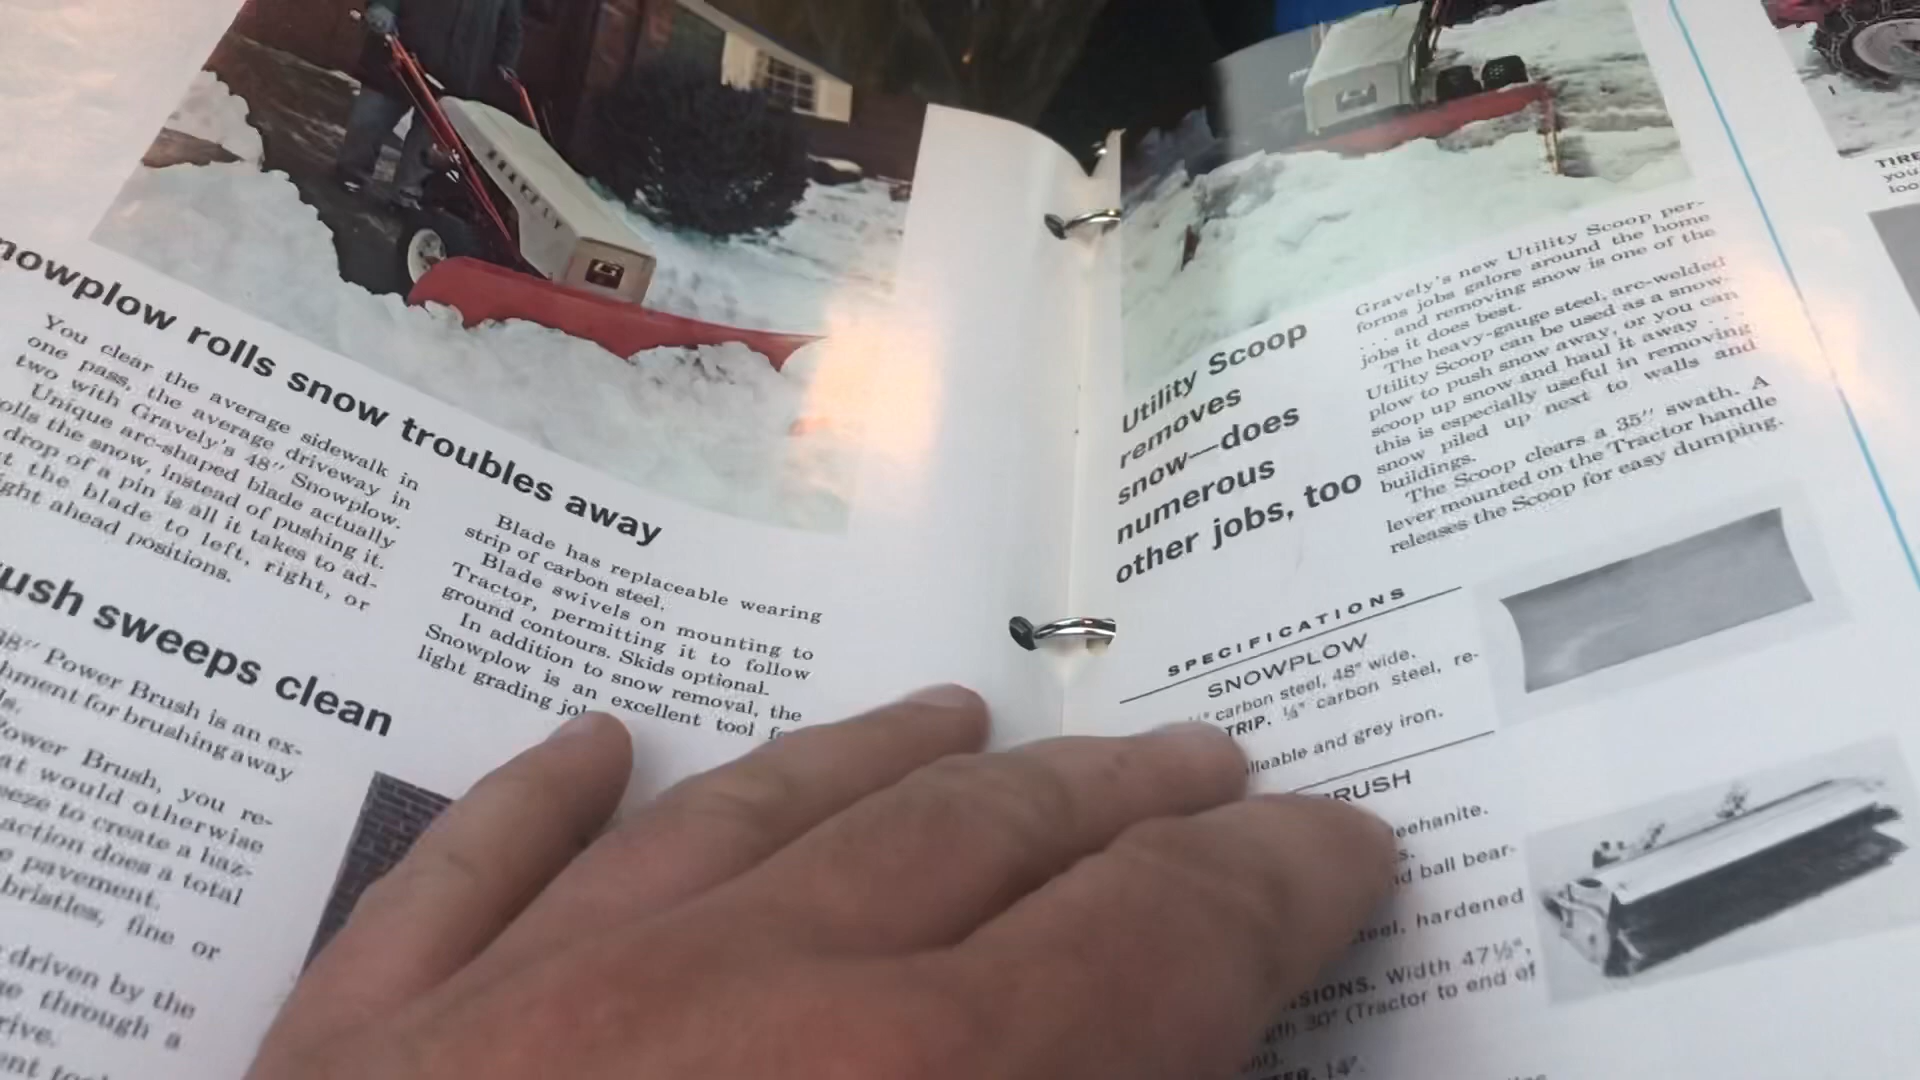 GRAVELY
nowplow rolls snow troubles away
You clear the average sidewalk in
one pass, the average driveway in
two with Gravely's 48" Snowplow.
Unique arc-shaped blade actually
olls the snow, instead of pushing it.
drop of a pin is all it takes to ad-
t the blade to left, right, or
ight ahead positions.
Blade has replaceable wearing
strip of carbon steel.
Blade swivels on mounting to
Tractor, permitting it to follow
ground contours. Skids optional.
In addition to snow removal, the
Snowplow is an excellent tool
light grading
ush sweeps clean
38" Power Brush is an ex-
hment for brushing away
ls.
Power Brush, you re-
at would otherwise
eeze to create a haz-
action does a total
e pavement.
bristles, fine or
driven by the
through a
rive.
Utility Scoop
removes
snow—does
numerous
other jobs, too
Gravely's new Utility Scoop per-
forms jobs galore around the home
. . . and removing snow is one of the
jobs it does best.
The heavy-gauge steel, arc-welded
Utility Scoop can be used as a snow-
plow to push snow away, or you can
scoop up snow and haul it away . . .
this is especially useful in removing
snow piled up next to walls and
buildings.
The Scoop clears a 35" swath. A
lever mounted on the Tractor handle
releases the Scoop for easy dumping.
SPECIFICATIONS
SNOWPLOW
carbon steel, 48" wide.
TRIP. 1/4" carbon steel, re-
lleable and grey iron.
RUSH
eehanite.
s.
nd ball bear-
teel, hardened
SIONS. Width 47½",
gth 30" (Tractor to end of
14".
TIRE
you
loo